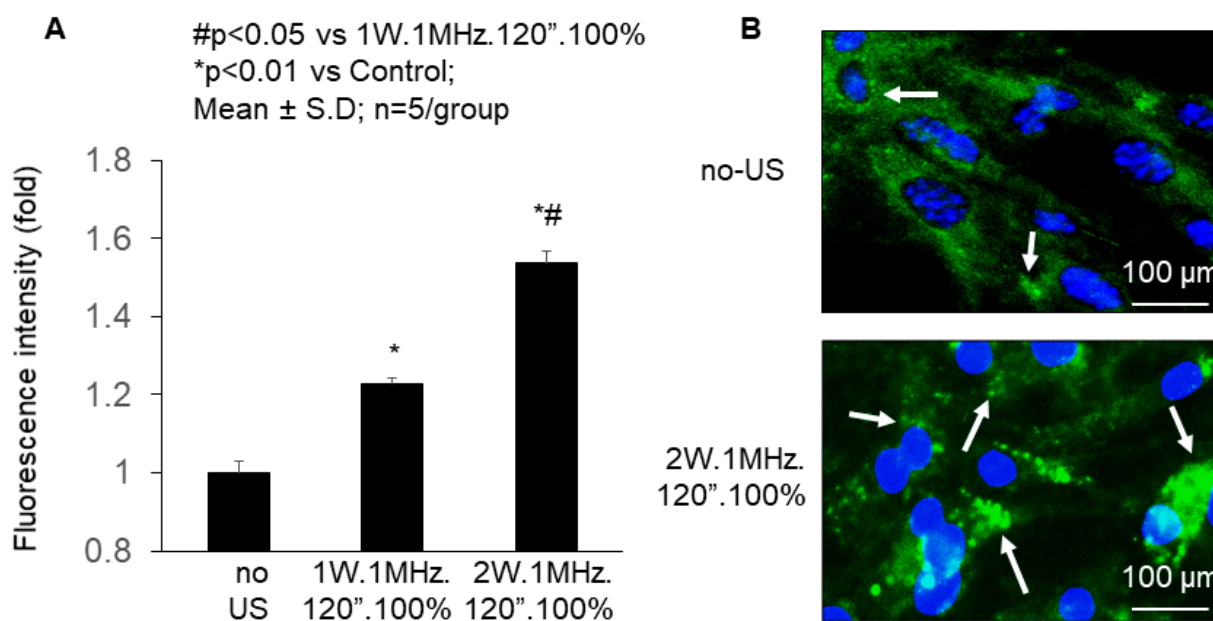 A
#p<0.05 vs 1W.1MHz.120”.100%
*p<0.01 vs Control;
Mean ± S.D; n=5/group
Fluorescence intensity (fold)
1.8
1.6
1.4
1.2
1
0.8
*
*#
no
US
1W.1MHz.
120”.100%
2W.1MHz.
120”.100%
B
no-US
100 µm
2W.1MHz.
120”.100%
100 µm